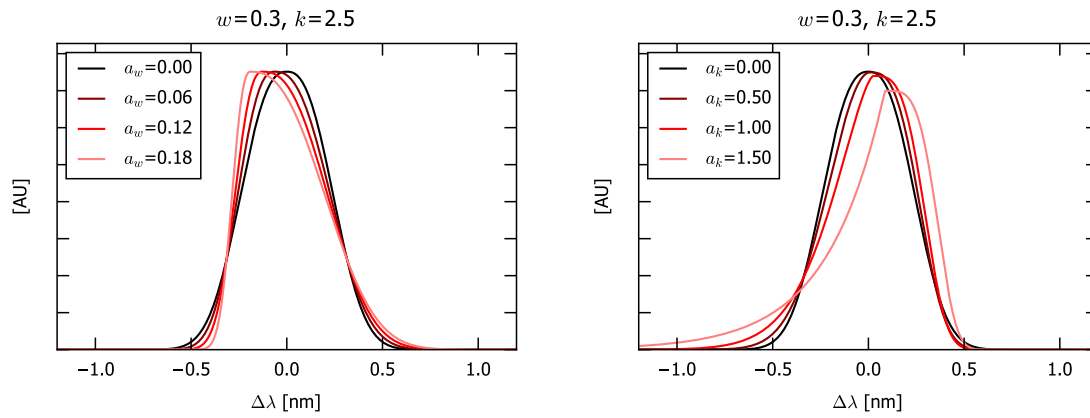 w=0.3, k=2.5
a_w=0.00
a_w=0.06
a_w=0.12
a_w=0.18
[AU]
−1.0 −0.5 0.0 0.5 1.0
Δλ [nm]
w=0.3, k=2.5
a_k=0.00
a_k=0.50
a_k=1.00
a_k=1.50
[AU]
−1.0 −0.5 0.0 0.5 1.0
Δλ [nm]